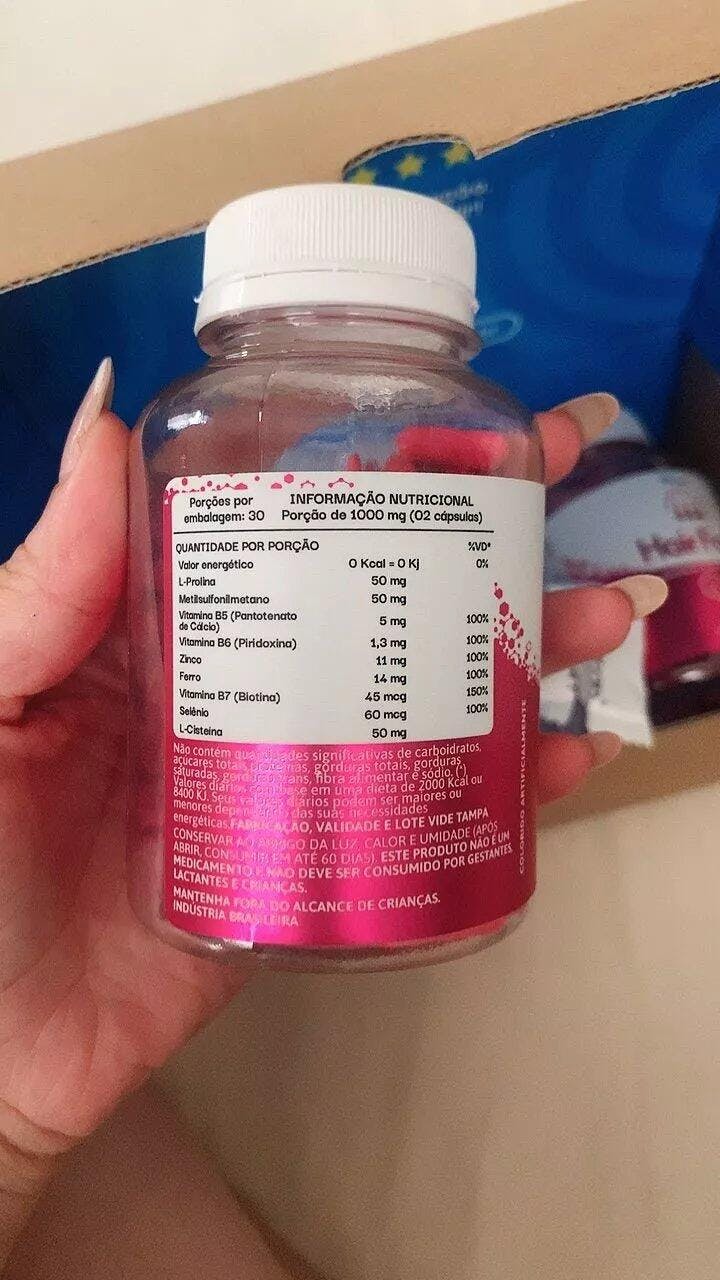 Porções por
embalagem: 30
INFORMAÇÃO NUTRICIONAL
Porção de 1000 mg (02 cápsulas)
QUANTIDADE POR PORÇÃO %VD*
Valor energético 0 Kcal = 0 Kj 0%
L-Prolina 50 mg
Metilsulfonilmetano 50 mg
Vitamina B5 (Pantotenato
de Cálcio) 5 mg 100%
Vitamina B6 (Piridoxina) 1,3 mg 100%
Zinco 11 mg 100%
Ferro 14 mg 100%
Vitamina B7 (Biotina) 45 mcg 150%
Selênio 60 mcg 100%
L-Cisteína 50 mg
Não contém quantidades significativas de carboidratos,
açúcares totais, proteínas, gorduras totais, gorduras
saturadas, gorduras trans, fibra alimentar e sódio. (*)
Valores diários com base em uma dieta de 2000 Kcal ou
8400 KJ. Seus valores diários podem ser maiores ou
menores dependendo das suas necessidades
energéticas. FABRICAÇÃO, VALIDADE E LOTE VIDE TAMPA
CONSERVAR AO ABRIGO DA LUZ, CALOR E UMIDADE (APÓS
ABRIR, CONSUMIR EM ATÉ 60 DIAS). ESTE PRODUTO NÃO É UM
MEDICAMENTO E NÃO DEVE SER CONSUMIDO POR GESTANTES,
LACTANTES E CRIANÇAS.
MANTENHA FORA DO ALCANCE DE CRIANÇAS.
INDÚSTRIA BRASILEIRA
COLORIDO ARTIFICIALMENTE
Hair